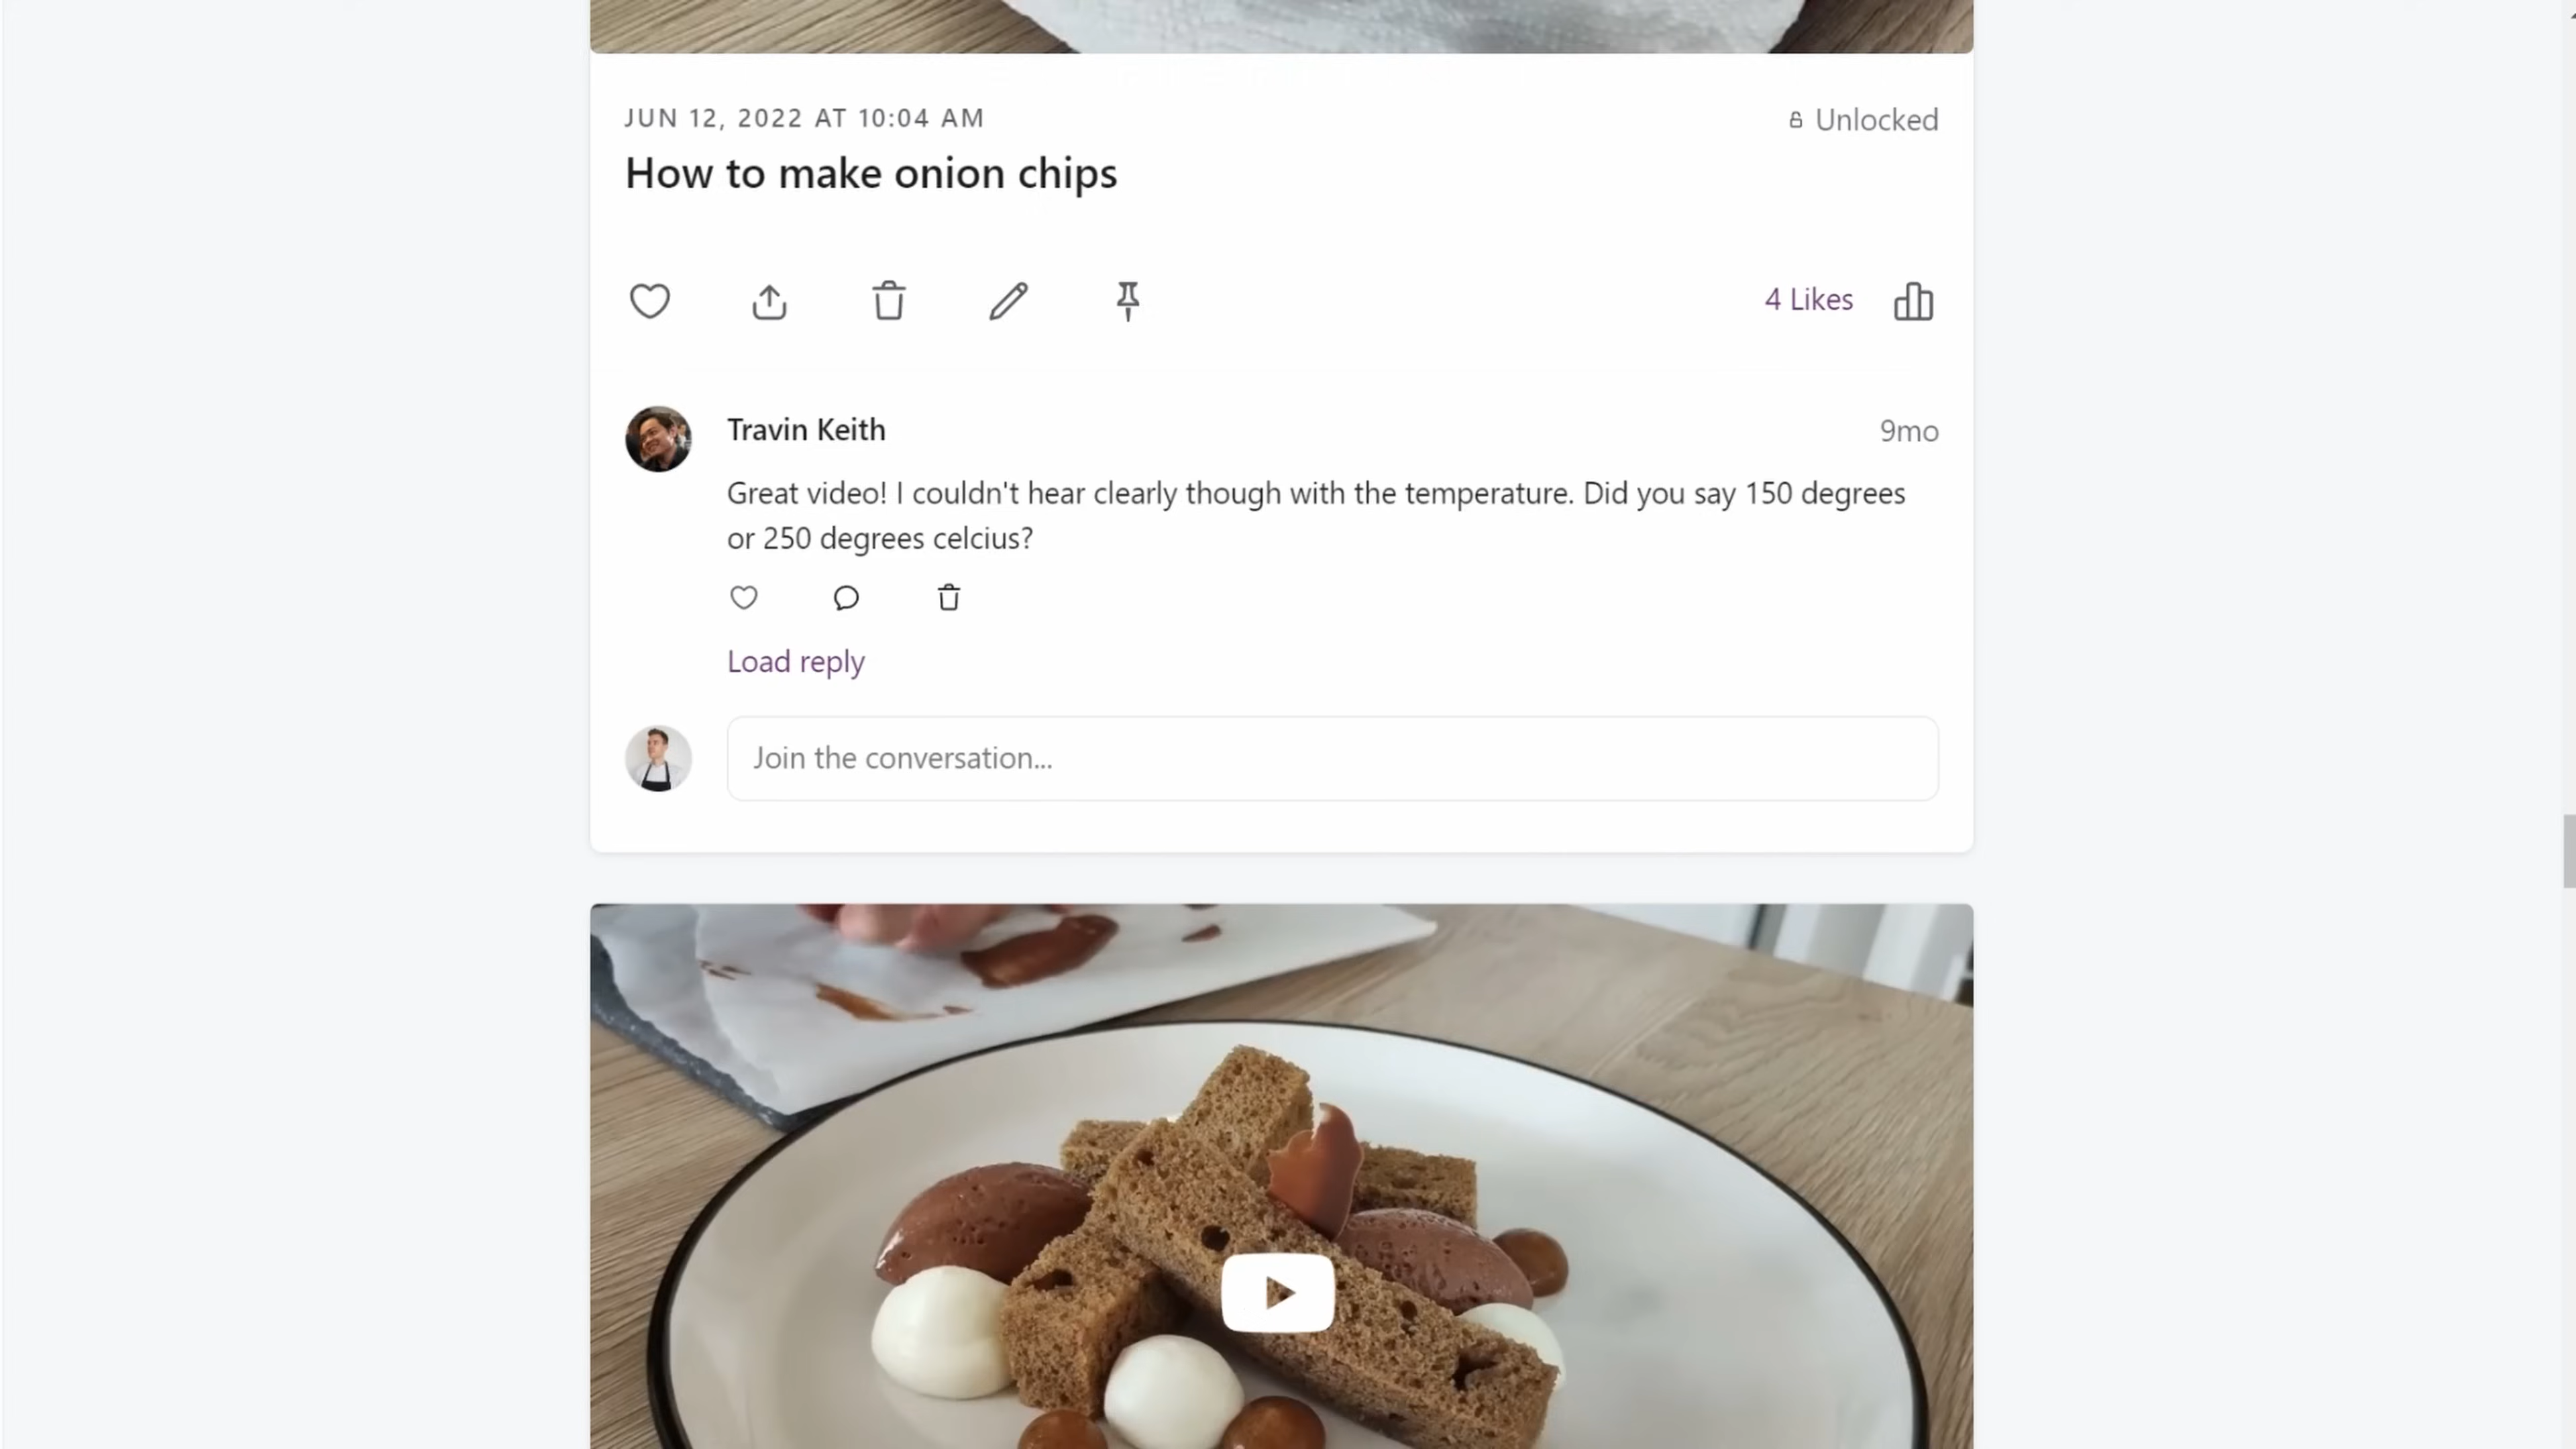 JUN 12, 2022 AT 10:04 AM
Unlocked
How to make onion chips
4 Likes
Travin Keith
9mo
Great video! I couldn't hear clearly though with the temperature. Did you say 150 degrees
or 250 degrees celcius?
Load reply
Join the conversation...